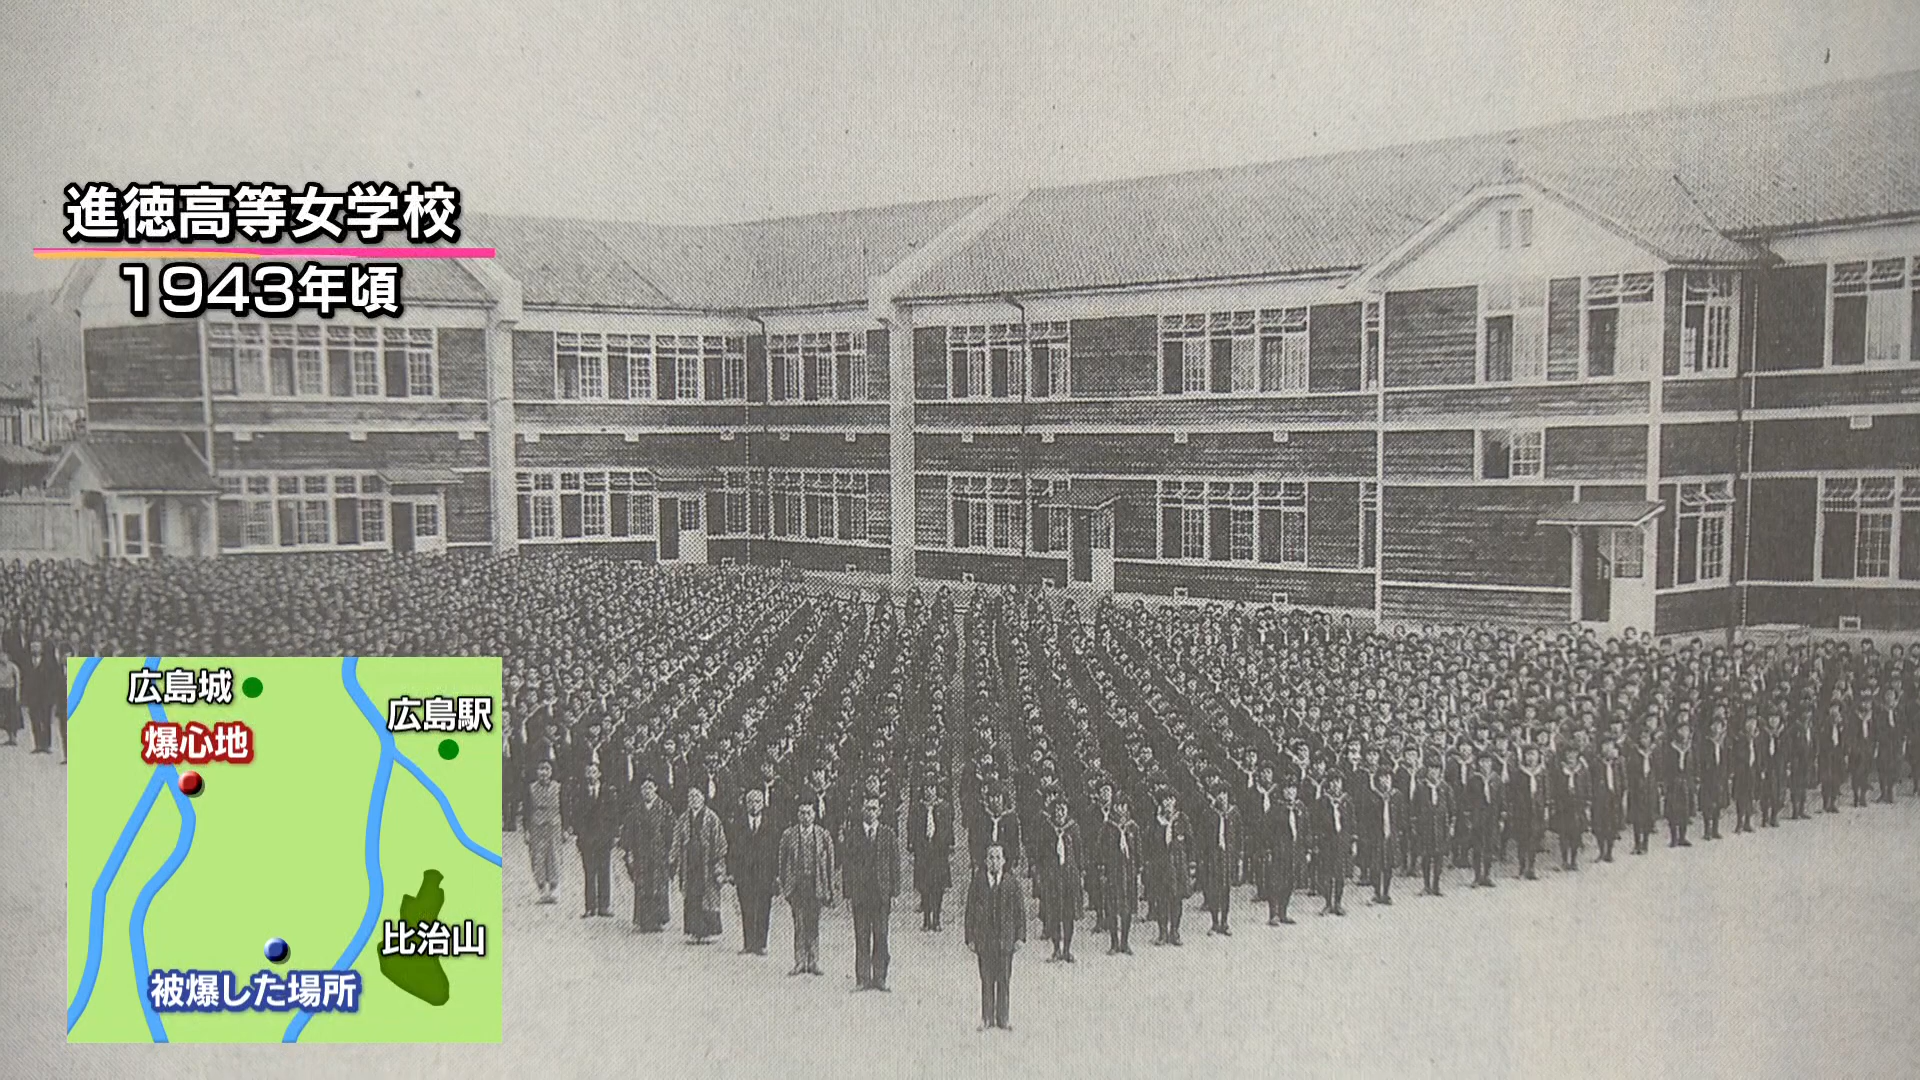 進徳高等女学校
1943年頃
広島城
広島駅
爆心地
比治山
被爆した場所